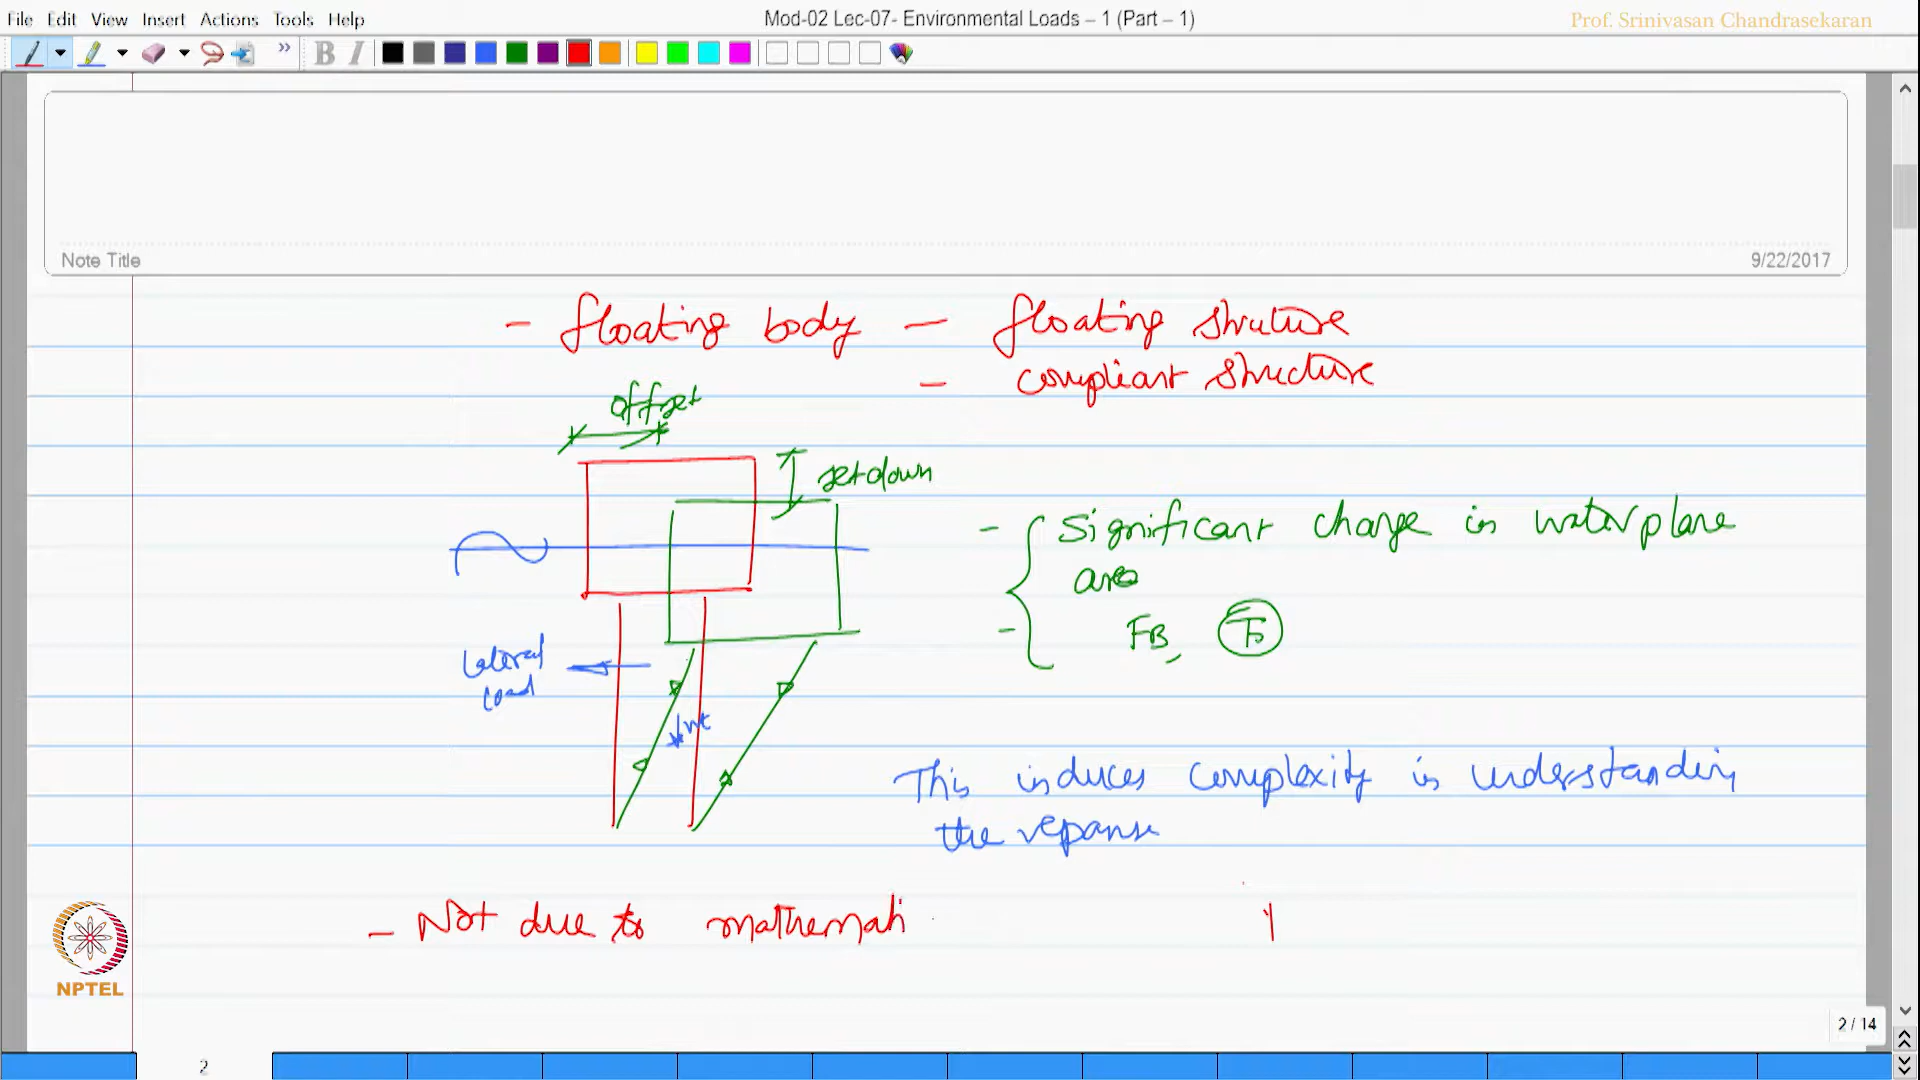 File Edit View Insert Actions Tools Help
Mod-02 Lec-07- Environmental Loads – 1 (Part – 1)
Prof. Srinivasan Chandrasekaran
B I
Note Title
9/22/2017
- floating body - floating structure
- compliant structure
offset
setdown
- Significant change in waterplane
area
- FB,
lateral
load
wt
This induces complexity in understanding
the response
- Not due to mathemati
NPTEL
2 / 14
2